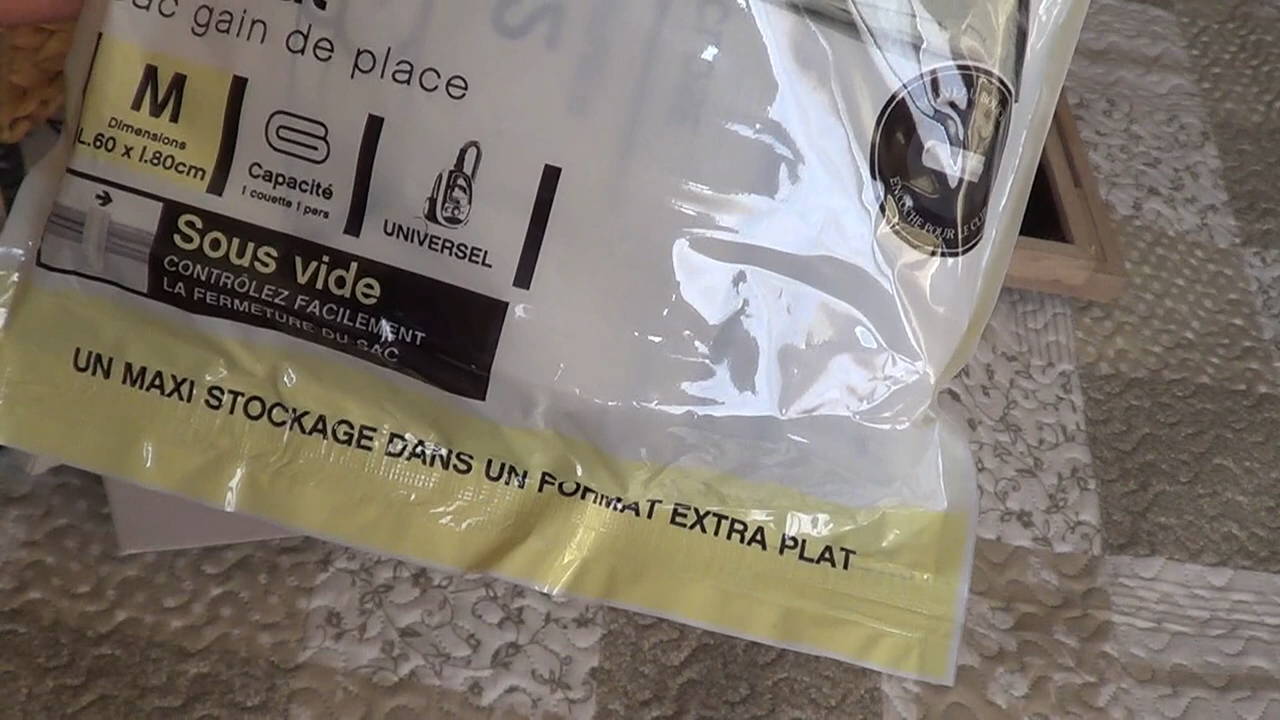 gain de place
M
Dimensions
L.60 x l.80cm
Capacité
1 couette 1 pers
UNIVERSEL
Sous vide
CONTRÔLEZ FACILEMENT
LA FERMETURE DU SAC
UN MAXI STOCKAGE DANS UN FORMAT EXTRA PLAT